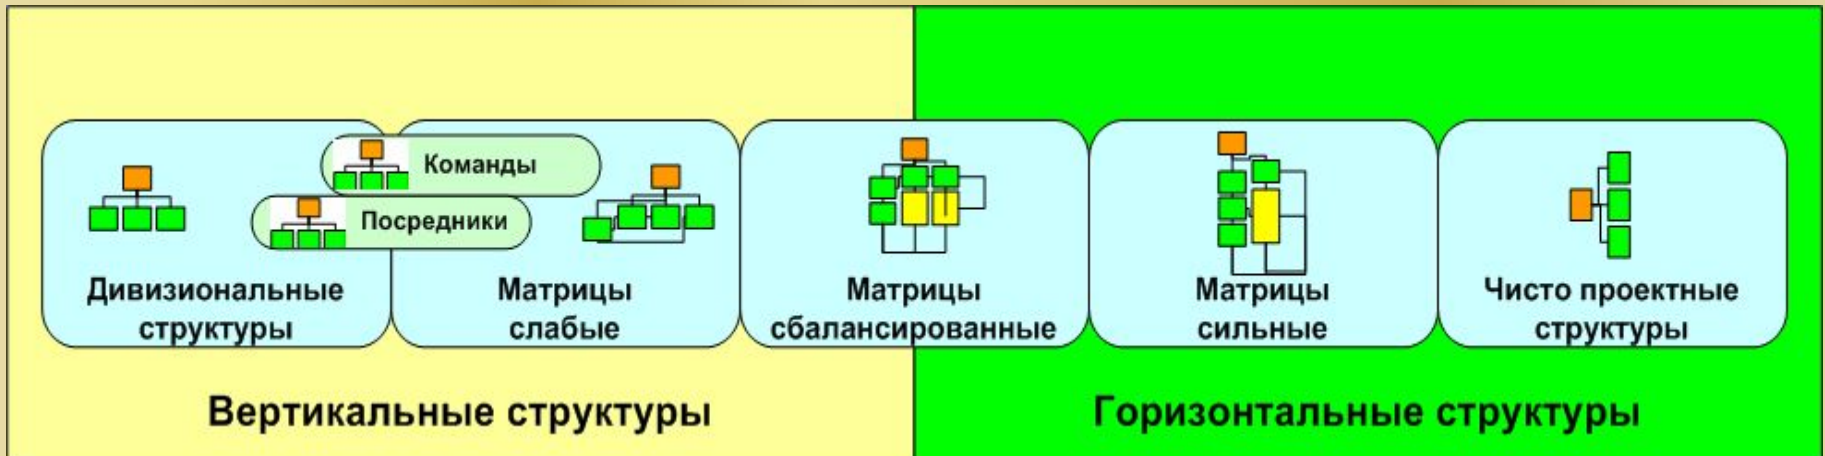 Команды
Посредники
Дивизиональные
структуры
Матрицы
слабые
Матрицы
сбалансированные
Матрицы
сильные
Чисто проектные
структуры
Вертикальные структуры
Горизонтальные структуры